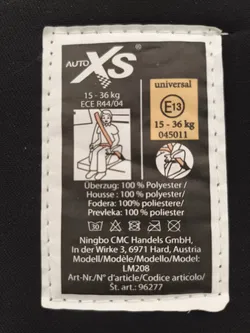 AUTO XS®
15 - 36 kg
ECE R44/04
universal
E13
15 - 36 kg
045011
Überzug: 100 % Polyester/
Housse : 100 % Polyester/
Fodera: 100% poliestere/
Prevleka: 100 % poliester
Ningbo CMC Handels GmbH,
In der Wirke 3, 6971 Hard, Austria
Modell/Modèle/Modello/Model:
LM208
Art-Nr./N° d'article/Codice articolo/
Št. art.: 96277